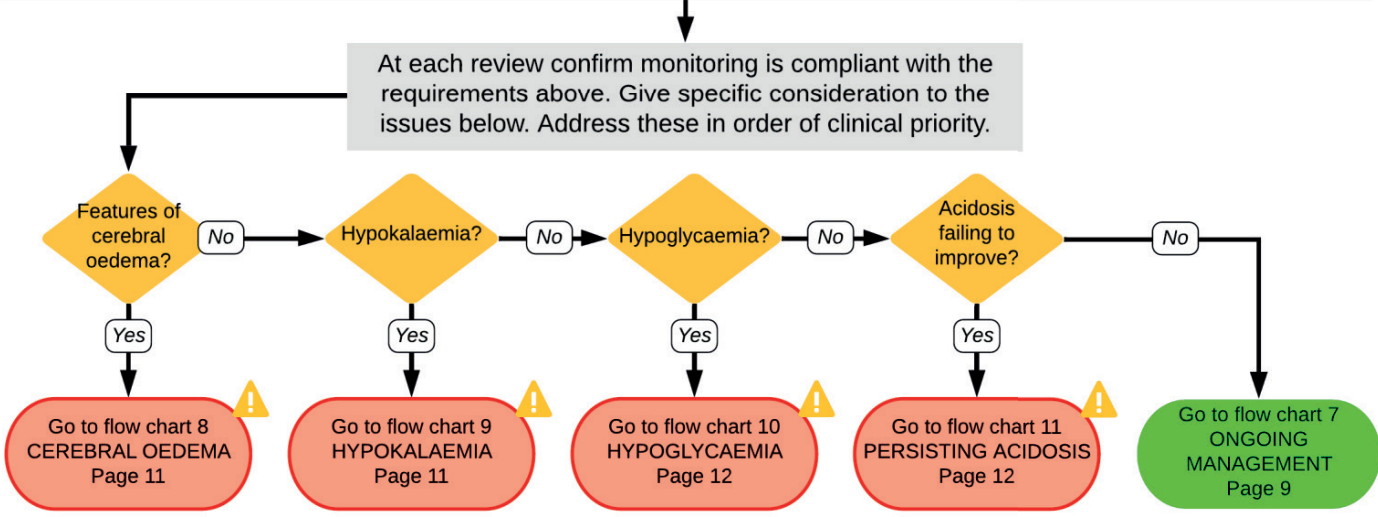 At each review confirm monitoring is compliant with the
requirements above. Give specific consideration to the
issues below. Address these in order of clinical priority.
Features of
cerebral
oedema?
No
Hypokalaemia?
No
Hypoglycaemia?
No
Acidosis
failing to
improve?
No
Yes
Yes
Yes
Yes
Go to flow chart 8
CEREBRAL OEDEMA
Page 11
Go to flow chart 9
HYPOKALAEMIA
Page 11
Go to flow chart 10
HYPOGLYCAEMIA
Page 12
Go to flow chart 11
PERSISTING ACIDOSIS
Page 12
Go to flow chart 7
ONGOING
MANAGEMENT
Page 9